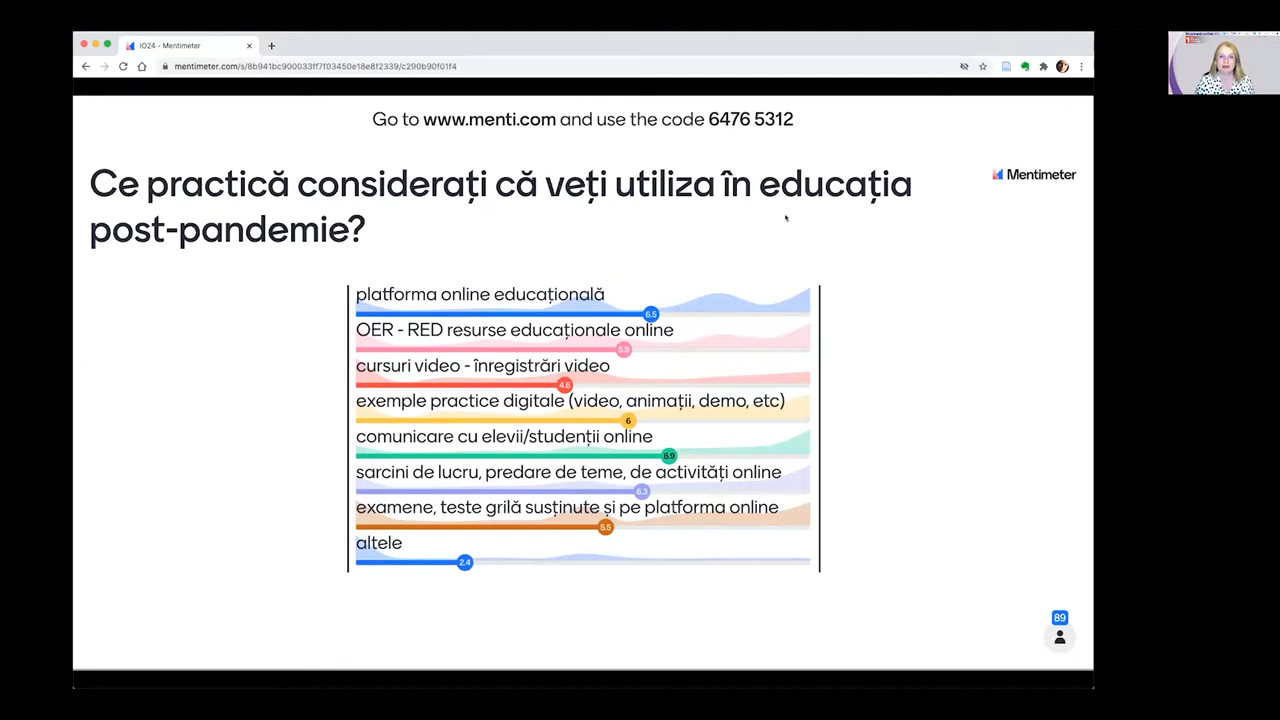 IO24 - Mentimeter
mentimeter.com/s/8b941bc900033ff7f03450e18e8f2339/c290b90f01f4
Go to www.menti.com and use the code 6476 5312
Ce practică considerați că veți utiliza în educația
post-pandemie?
Mentimeter
platforma online educațională
6.5
OER - RED resurse educaționale online
5.9
cursuri video - înregistrări video
4.6
exemple practice digitale (video, animații, demo, etc)
6
comunicare cu elevii/studenții online
6.9
sarcini de lucru, predare de teme, de activități online
6.3
examene, teste grilă susținute și pe platforma online
5.5
altele
2.4
89